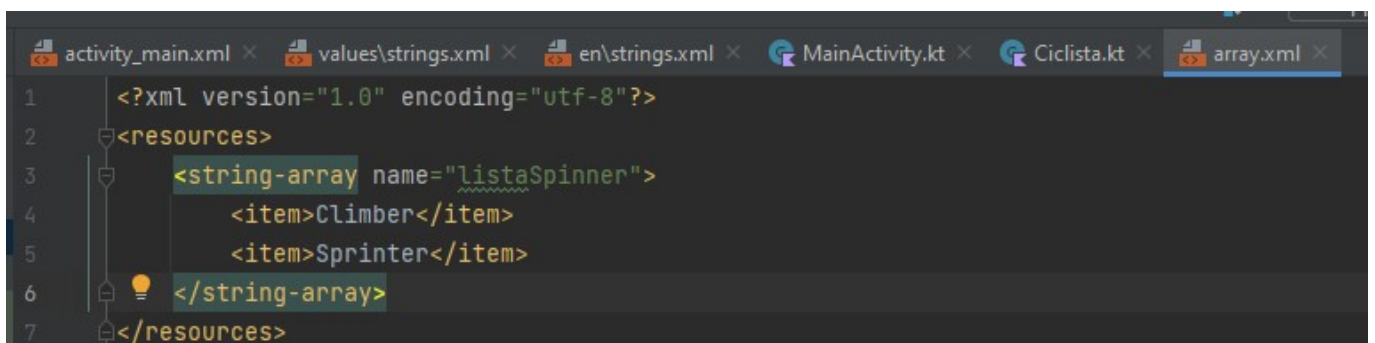 activity_main.xml values\strings.xml en\strings.xml MainActivity.kt Ciclista.kt array.xml
1 <?xml version="1.0" encoding="utf-8"?>
2 <resources>
3 <string-array name="listaSpinner">
4 <item>Climber</item>
5 <item>Sprinter</item>
6 </string-array>
7 </resources>